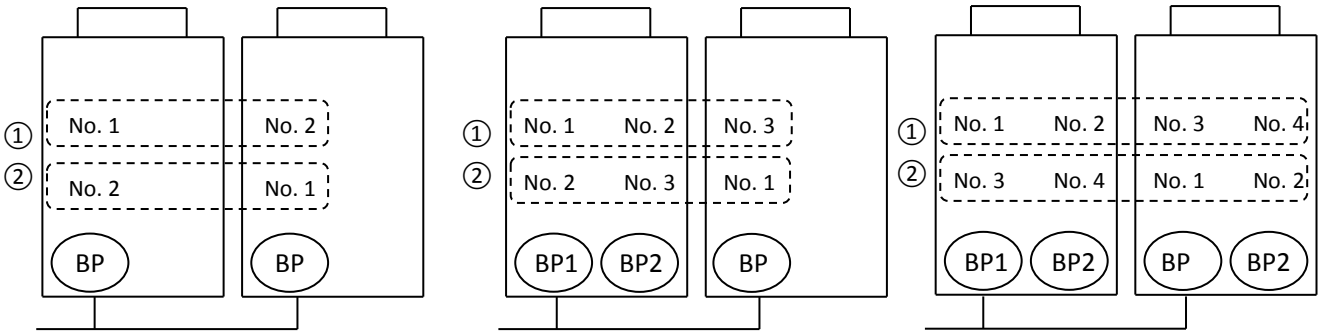 ① No. 1 No. 2
② No. 2 No. 1
BP BP
① No. 1 No. 2 No. 3
② No. 2 No. 3 No. 1
BP1 BP2 BP
① No. 1 No. 2 No. 3 No. 4
② No. 3 No. 4 No. 1 No. 2
BP1 BP2 BP BP2